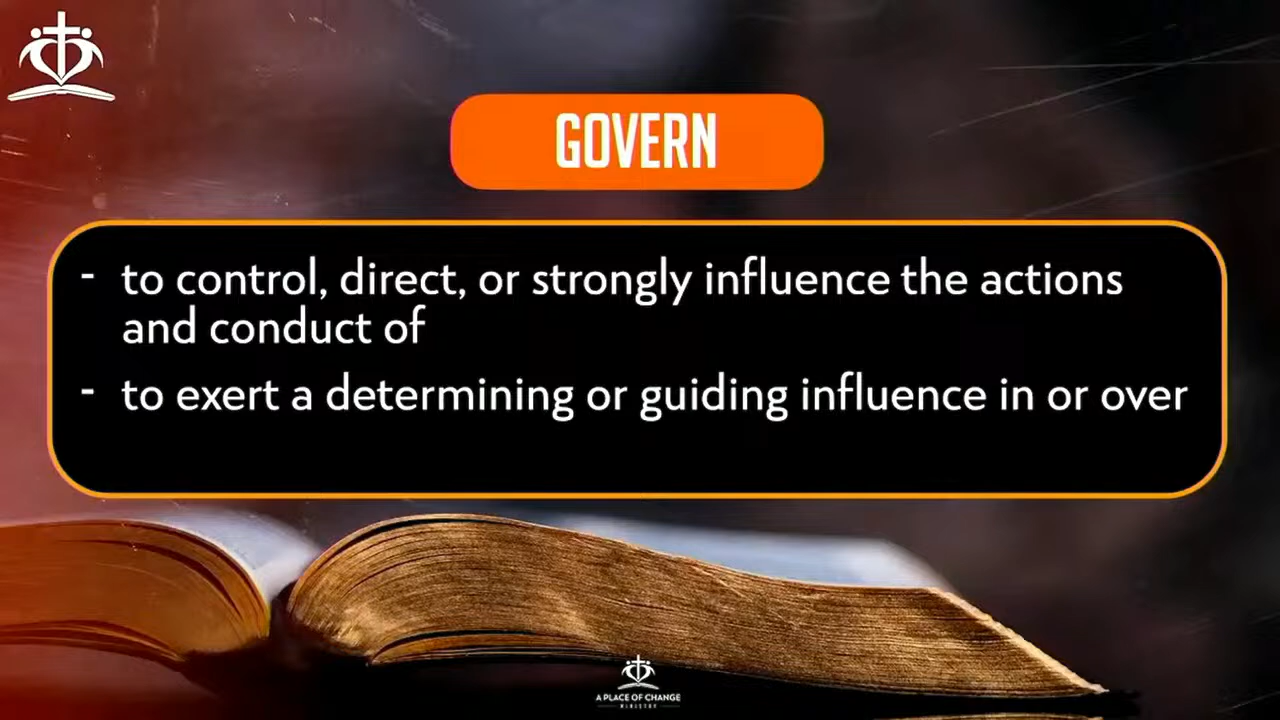 GOVERN
- to control, direct, or strongly influence the actions
and conduct of
- to exert a determining or guiding influence in or over
A PLACE OF CHANGE
MINISTRY